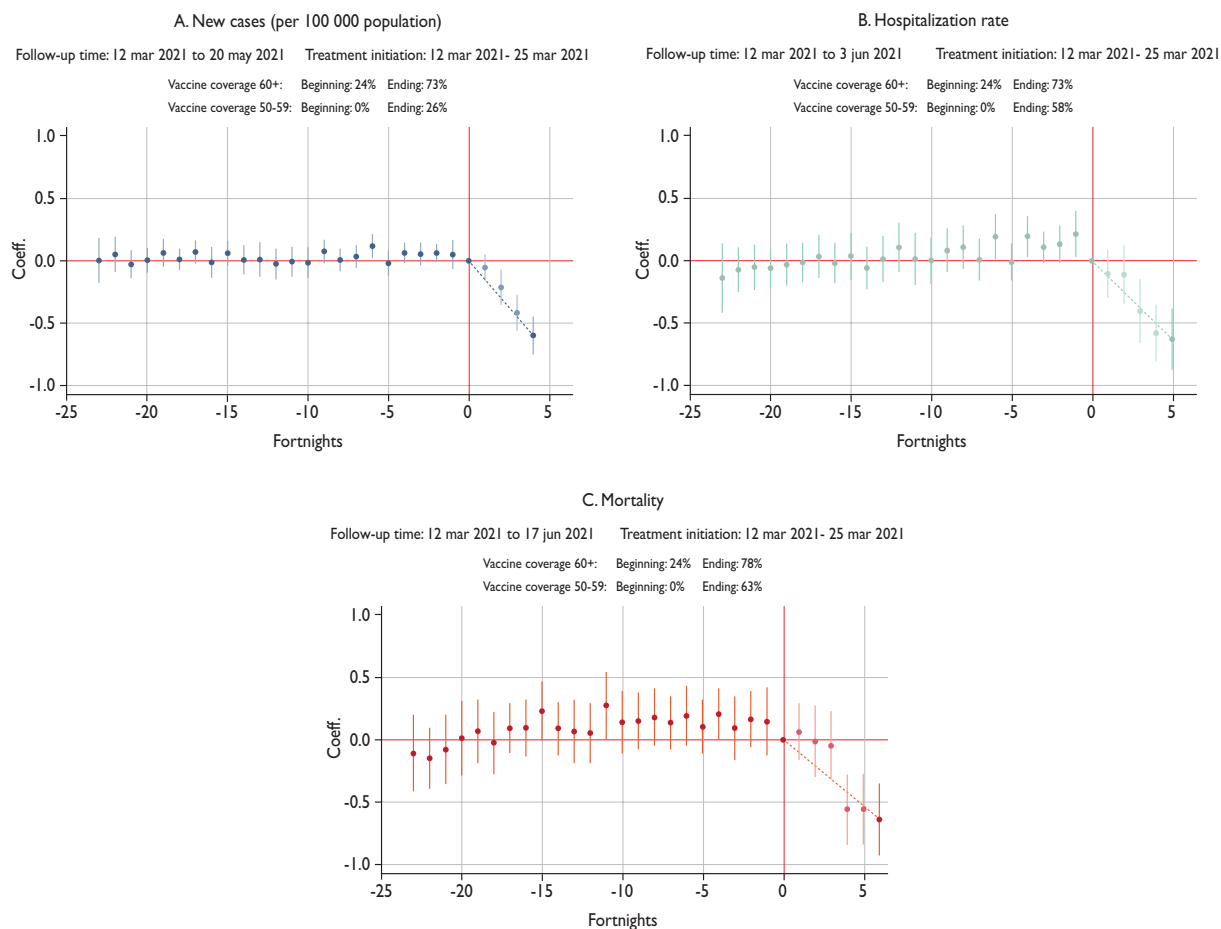 A. New cases (per 100 000 population)
Follow-up time: 12 mar 2021 to 20 may 2021 Treatment initiation: 12 mar 2021- 25 mar 2021
Vaccine coverage 60+: Beginning: 24% Ending: 73%
Vaccine coverage 50-59: Beginning: 0% Ending: 26%
1.0
0.5
0.0
-0.5
-1.0
Coeff.
-25 -20 -15 -10 -5 0 5
Fortnights
B. Hospitalization rate
Follow-up time: 12 mar 2021 to 3 jun 2021 Treatment initiation: 12 mar 2021- 25 mar 2021
Vaccine coverage 60+: Beginning: 24% Ending: 73%
Vaccine coverage 50-59: Beginning: 0% Ending: 58%
1.0
0.5
0.0
-0.5
-1.0
Coeff.
-25 -20 -15 -10 -5 0 5
Fortnights
C. Mortality
Follow-up time: 12 mar 2021 to 17 jun 2021 Treatment initiation: 12 mar 2021- 25 mar 2021
Vaccine coverage 60+: Beginning: 24% Ending: 78%
Vaccine coverage 50-59: Beginning: 0% Ending: 63%
1.0
0.5
0.0
-0.5
-1.0
Coeff.
-25 -20 -15 -10 -5 0 5
Fortnights